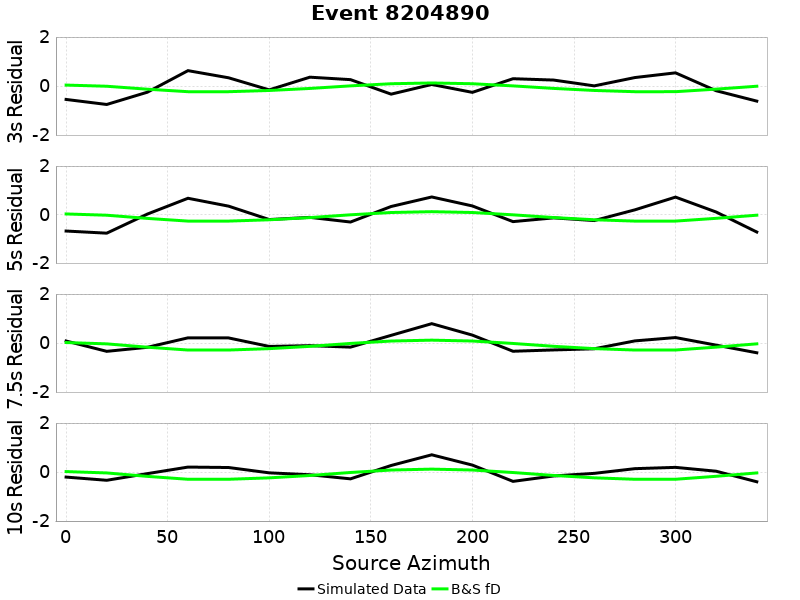 Event 8204890
3s Residual
2
0
-2
5s Residual
2
0
-2
7.5s Residual
2
0
-2
10s Residual
2
0
-2
0 50 100 150 200 250 300
Source Azimuth
Simulated Data B&S fD